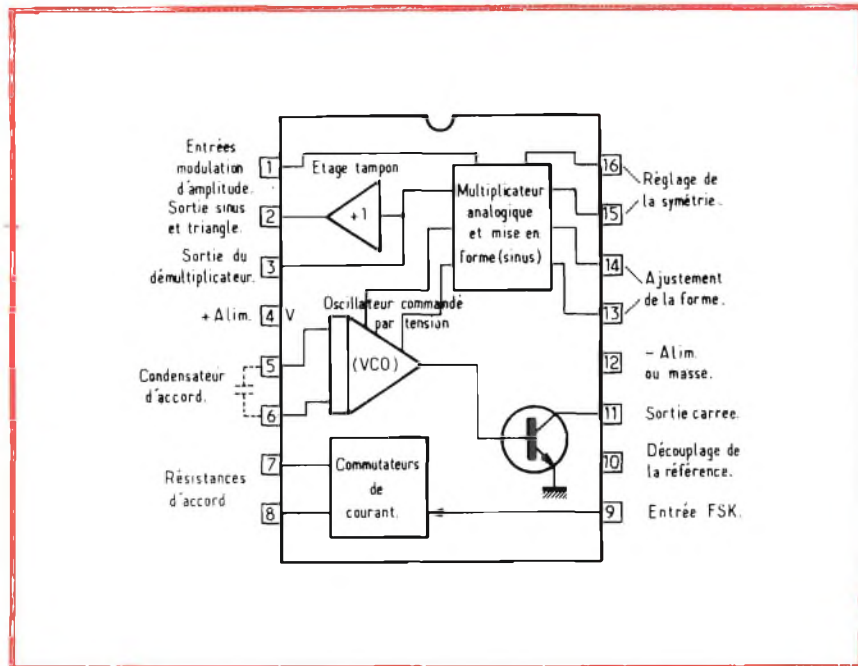 Entrées
modulation
d'amplitude.
1
Sortie sinus
et triangle.
2
Sortie du
démultiplicateur.
3
+ Alim.
4
V
5
Condensateur
d'accord.
6
7
Résistances
d'accord
8
Etage tampon
+1
Multiplicateur
analogique
et mise en
forme (sinus)
Oscillateur commandé
par tension
(VCO)
Commutateurs
de
courant.
16
Règlage de
la symétrie.
15
14
Ajustement
de la forme.
13
12
- Alim.
ou masse.
11
Sortie carrée.
10
Découplage de
la référence.
9
Entrée FSK.